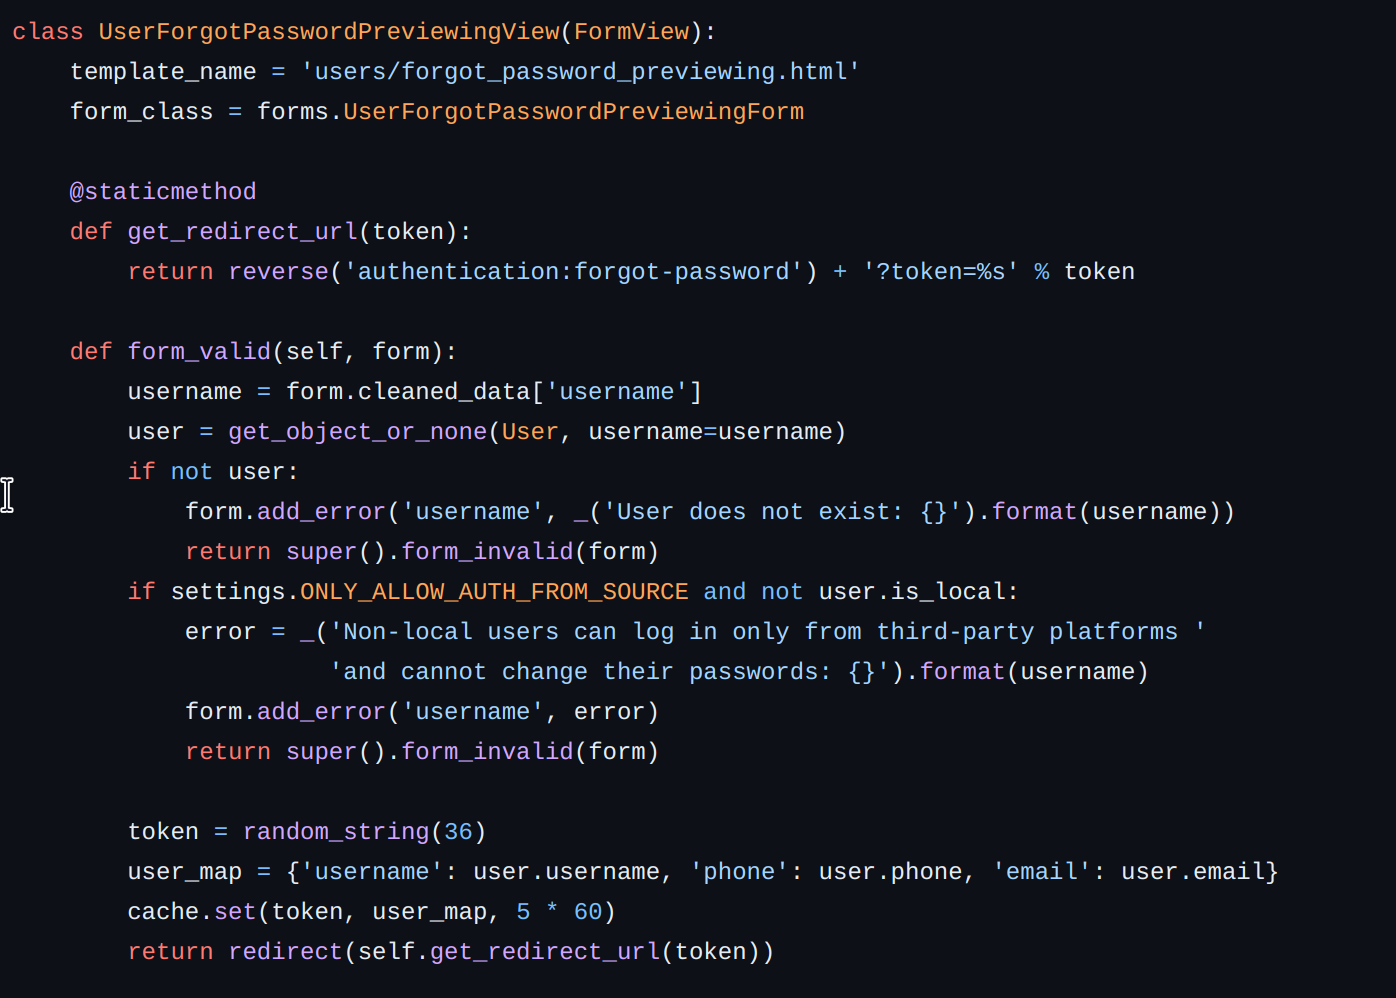 class UserForgotPasswordPreviewingView(FormView):
    template_name = 'users/forgot_password_previewing.html'
    form_class = forms.UserForgotPasswordPreviewingForm

    @staticmethod
    def get_redirect_url(token):
        return reverse('authentication:forgot-password') + '?token=%s' % token

    def form_valid(self, form):
        username = form.cleaned_data['username']
        user = get_object_or_none(User, username=username)
        if not user:
            form.add_error('username', _('User does not exist: {}').format(username))
            return super().form_invalid(form)
        if settings.ONLY_ALLOW_AUTH_FROM_SOURCE and not user.is_local:
            error = _('Non-local users can log in only from third-party platforms '
                      'and cannot change their passwords: {}').format(username)
            form.add_error('username', error)
            return super().form_invalid(form)

        token = random_string(36)
        user_map = {'username': user.username, 'phone': user.phone, 'email': user.email}
        cache.set(token, user_map, 5 * 60)
        return redirect(self.get_redirect_url(token))